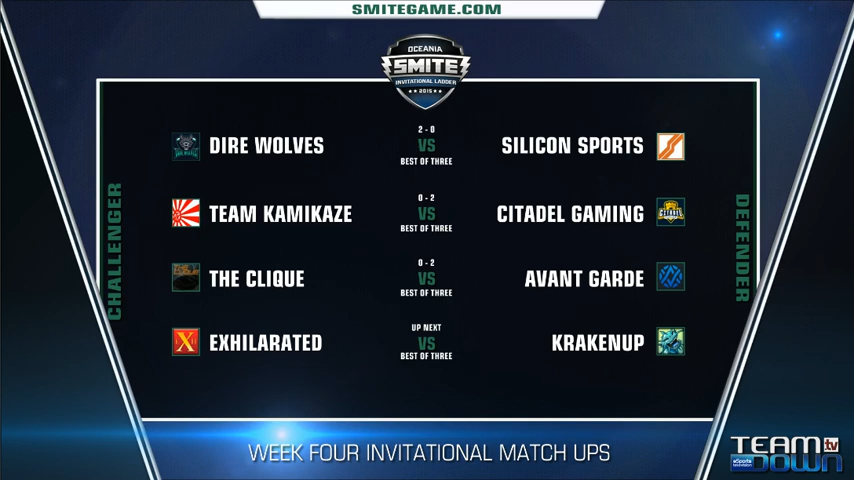 SMITEGAME.COM
OCEANIA
SMITE
INVITATIONAL LADDER
2015
CHALLENGER
DEFENDER
DIRE WOLVES
2 - 0
VS
BEST OF THREE
SILICON SPORTS
TEAM KAMIKAZE
0 - 2
VS
BEST OF THREE
CITADEL GAMING
CITADEL
THE CLIQUE
0 - 2
VS
BEST OF THREE
AVANT GARDE
X
EXHILARATED
UP NEXT
VS
BEST OF THREE
KRAKENUP
WEEK FOUR INVITATIONAL MATCH UPS
TEAM tv
eSports
DOWN